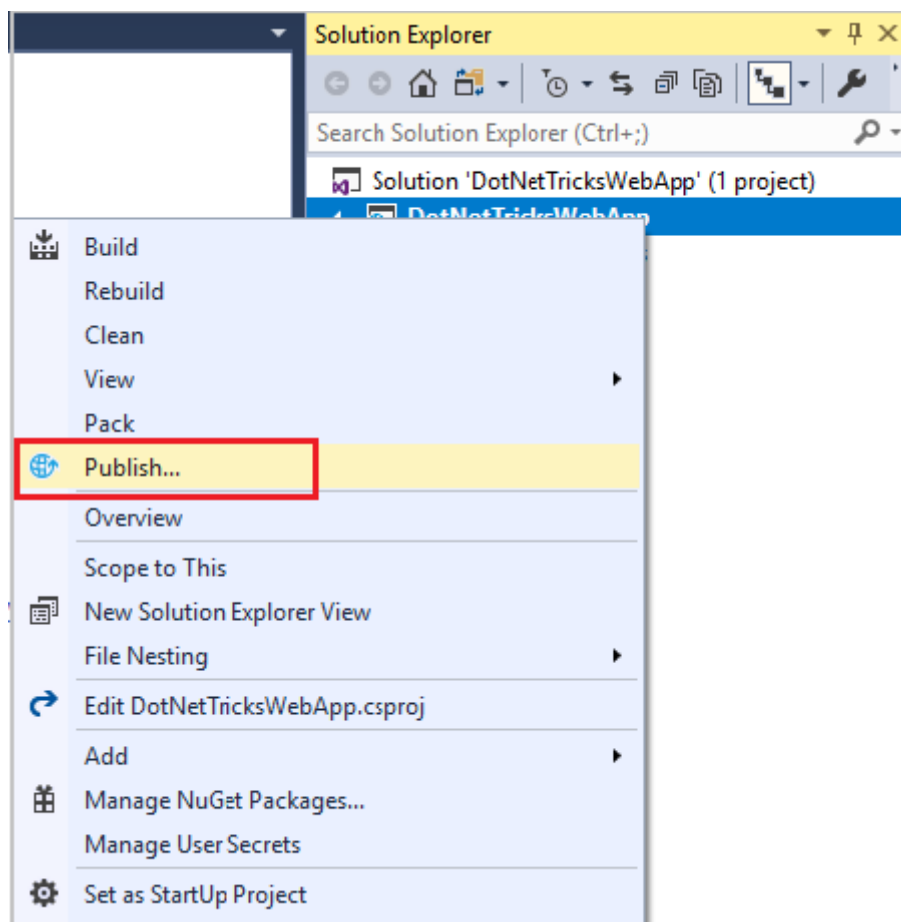 Solution Explorer
Search Solution Explorer (Ctrl+;)
Solution 'DotNetTricksWebApp' (1 project)
DotNetTricksWebApp
Build
Rebuild
Clean
View
Pack
Publish...
Overview
Scope to This
New Solution Explorer View
File Nesting
Edit DotNetTricksWebApp.csproj
Add
Manage NuGet Packages...
Manage User Secrets
Set as StartUp Project